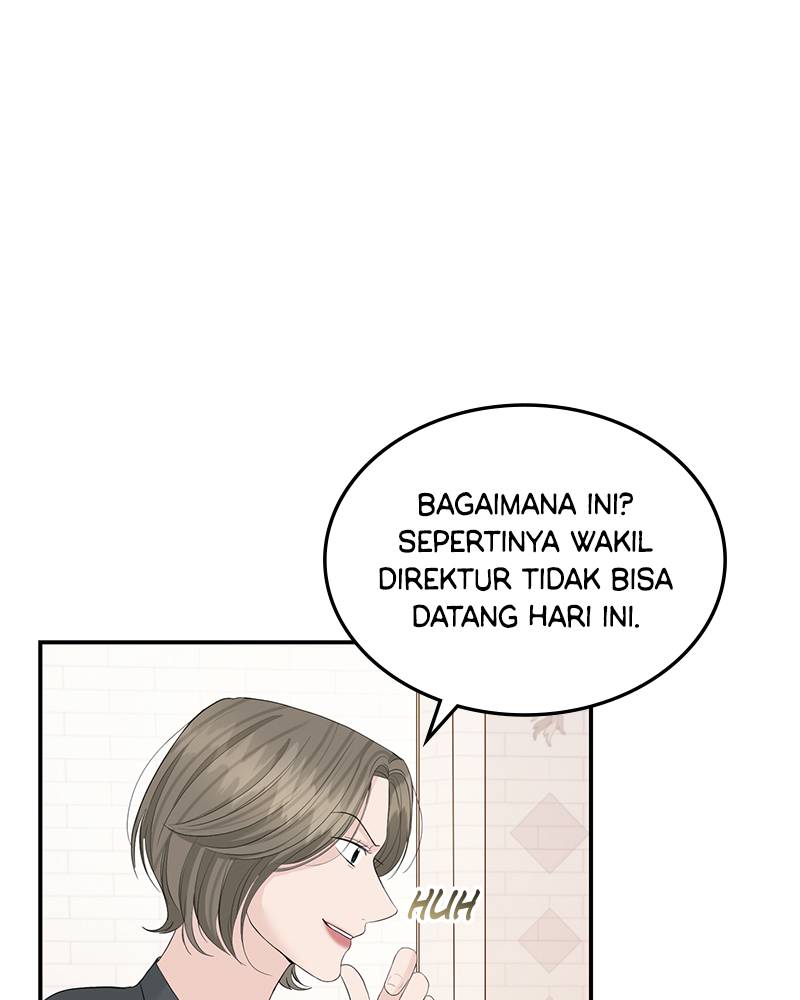 BAGAIMANA INI?
SEPERTINYA WAKIL
DIREKTUR TIDAK BISA
DATANG HARI INI.
HUH